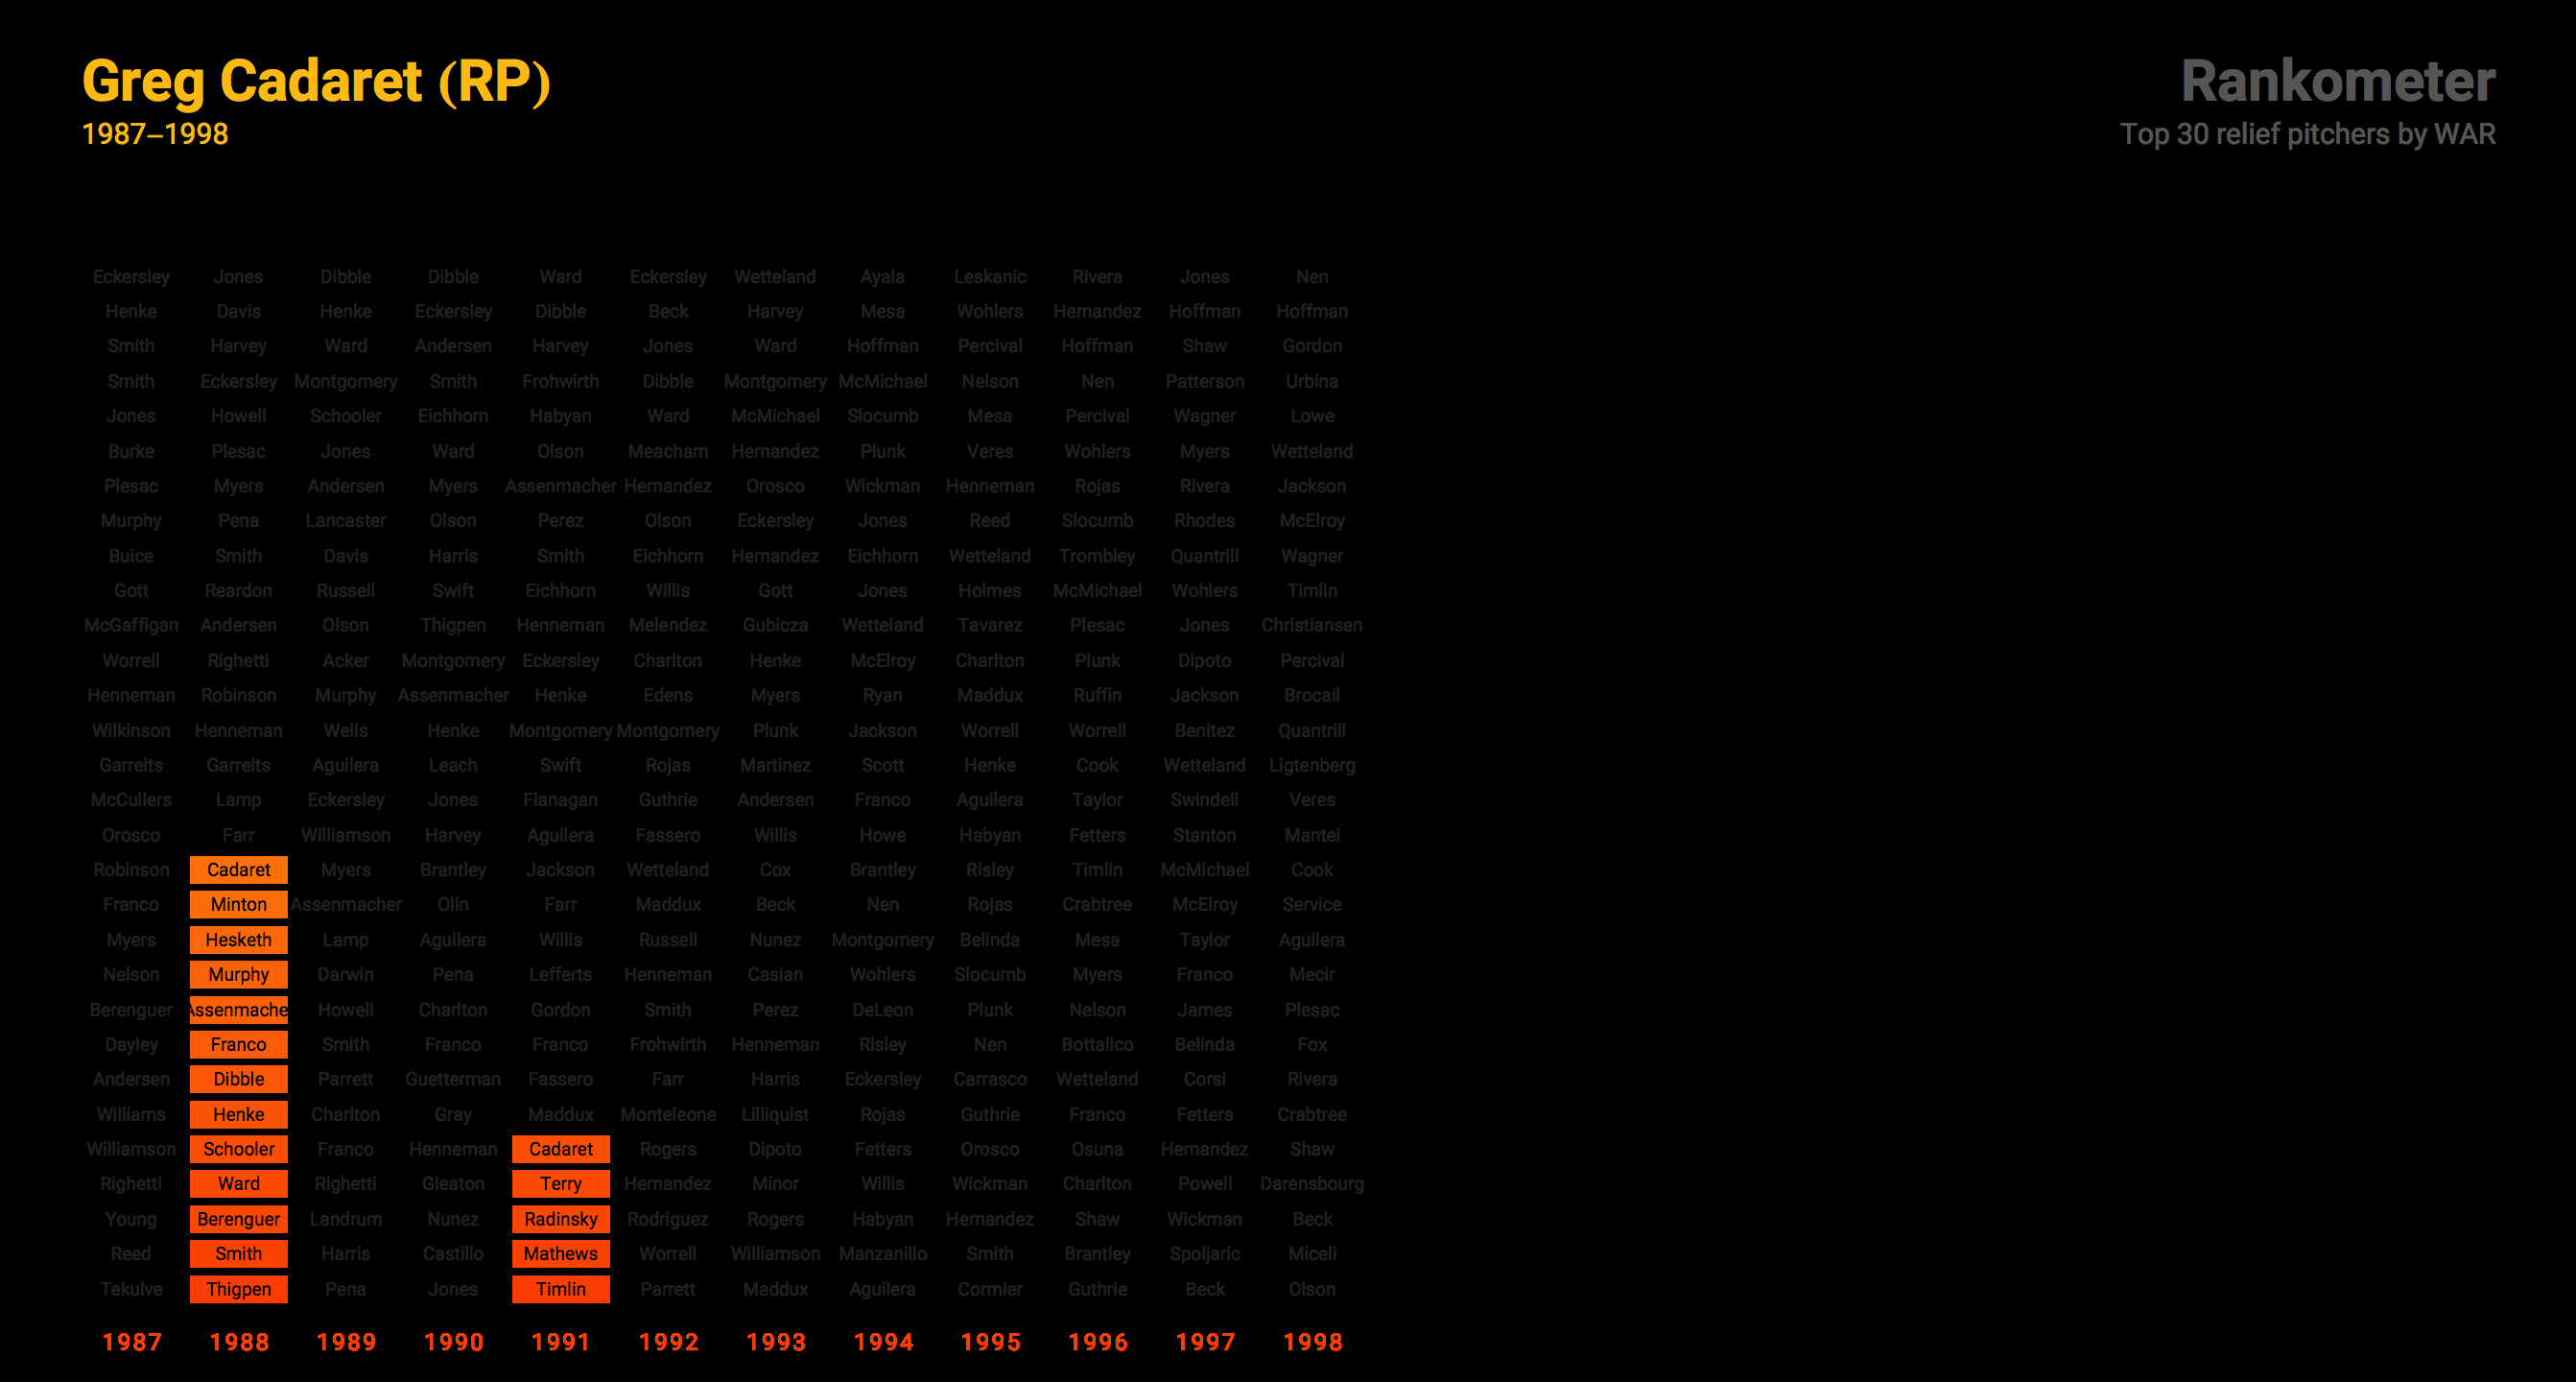 Greg Cadaret (RP)
1987–1998
Rankometer
Top 30 relief pitchers by WAR
Eckersley Jones Dibble Dibble Ward Eckersley Wetteland Ayala Leskanic Rivera Jones Nen
Henke Davis Henke Eckersley Dibble Beck Harvey Mesa Wohlers Hernandez Hoffman Hoffman
Smith Harvey Ward Andersen Harvey Jones Ward Hoffman Percival Hoffman Shaw Gordon
Smith Eckersley Montgomery Smith Frohwirth Dibble Montgomery McMichael Nelson Nen Patterson Urbina
Jones Howell Schooler Eichhorn Habyan Ward McMichael Slocumb Mesa Percival Wagner Lowe
Burke Plesac Jones Ward Olson Meacham Hernandez Plunk Veres Wohlers Myers Wetteland
Plesac Myers Andersen Myers Assenmacher Hernandez Orosco Wickman Henneman Rojas Rivera Jackson
Murphy Pena Lancaster Olson Perez Olson Eckersley Jones Reed Slocumb Rhodes McElroy
Buice Smith Davis Harris Smith Eichhorn Hernandez Eichhorn Wetteland Trombley Quantrill Wagner
Gott Reardon Russell Swift Eichhorn Willis Gott Jones Holmes McMichael Wohlers Timlin
McGaffigan Andersen Olson Thigpen Henneman Melendez Gubicza Wetteland Tavarez Plesac Jones Christiansen
Worrell Righetti Acker Montgomery Eckersley Charlton Henke McElroy Charlton Plunk Dipoto Percival
Henneman Robinson Murphy Assenmacher Henke Edens Myers Ryan Maddux Ruffin Jackson Brocail
Wilkinson Henneman Wells Henke Montgomery Montgomery Plunk Jackson Worrell Worrell Benitez Quantrill
Garrelts Garrelts Aguilera Leach Swift Rojas Martinez Scott Henke Cook Wetteland Ligtenberg
McCullers Lamp Eckersley Jones Flanagan Guthrie Andersen Franco Aguilera Taylor Swindell Veres
Orosco Farr Williamson Harvey Aguilera Fassero Willis Howe Habyan Fetters Stanton Mantei
Robinson Cadaret Myers Brantley Jackson Wetteland Cox Brantley Risley Timlin McMichael Cook
Franco Minton Assenmacher Olin Farr Maddux Beck Nen Rojas Crabtree McElroy Service
Myers Hesketh Lamp Aguilera Willis Russell Nunez Montgomery Belinda Mesa Taylor Aguilera
Nelson Murphy Darwin Pena Lefferts Henneman Casian Wohlers Slocumb Myers Franco Mecir
Berenguer Assenmache Howell Charlton Gordon Smith Perez DeLeon Plunk Nelson James Plesac
Dayley Franco Smith Franco Franco Frohwirth Henneman Risley Nen Bottalico Belinda Fox
Andersen Dibble Parrett Guetterman Fassero Farr Harris Eckersley Carrasco Wetteland Corsi Rivera
Williams Henke Charlton Gray Maddux Monteleone Lilliquist Rojas Guthrie Franco Fetters Crabtree
Williamson Schooler Franco Henneman Cadaret Rogers Dipoto Fetters Orosco Osuna Hernandez Shaw
Righetti Ward Righetti Gleaton Terry Hernandez Minor Willis Wickman Charlton Powell Darensbourg
Young Berenguer Landrum Nunez Radinsky Rodriguez Rogers Habyan Hernandez Shaw Wickman Beck
Reed Smith Harris Castillo Mathews Worrell Williamson Manzanillo Smith Brantley Spoljaric Miceli
Tekulve Thigpen Pena Jones Timlin Parrett Maddux Aguilera Cormier Guthrie Beck Olson
1987 1988 1989 1990 1991 1992 1993 1994 1995 1996 1997 1998